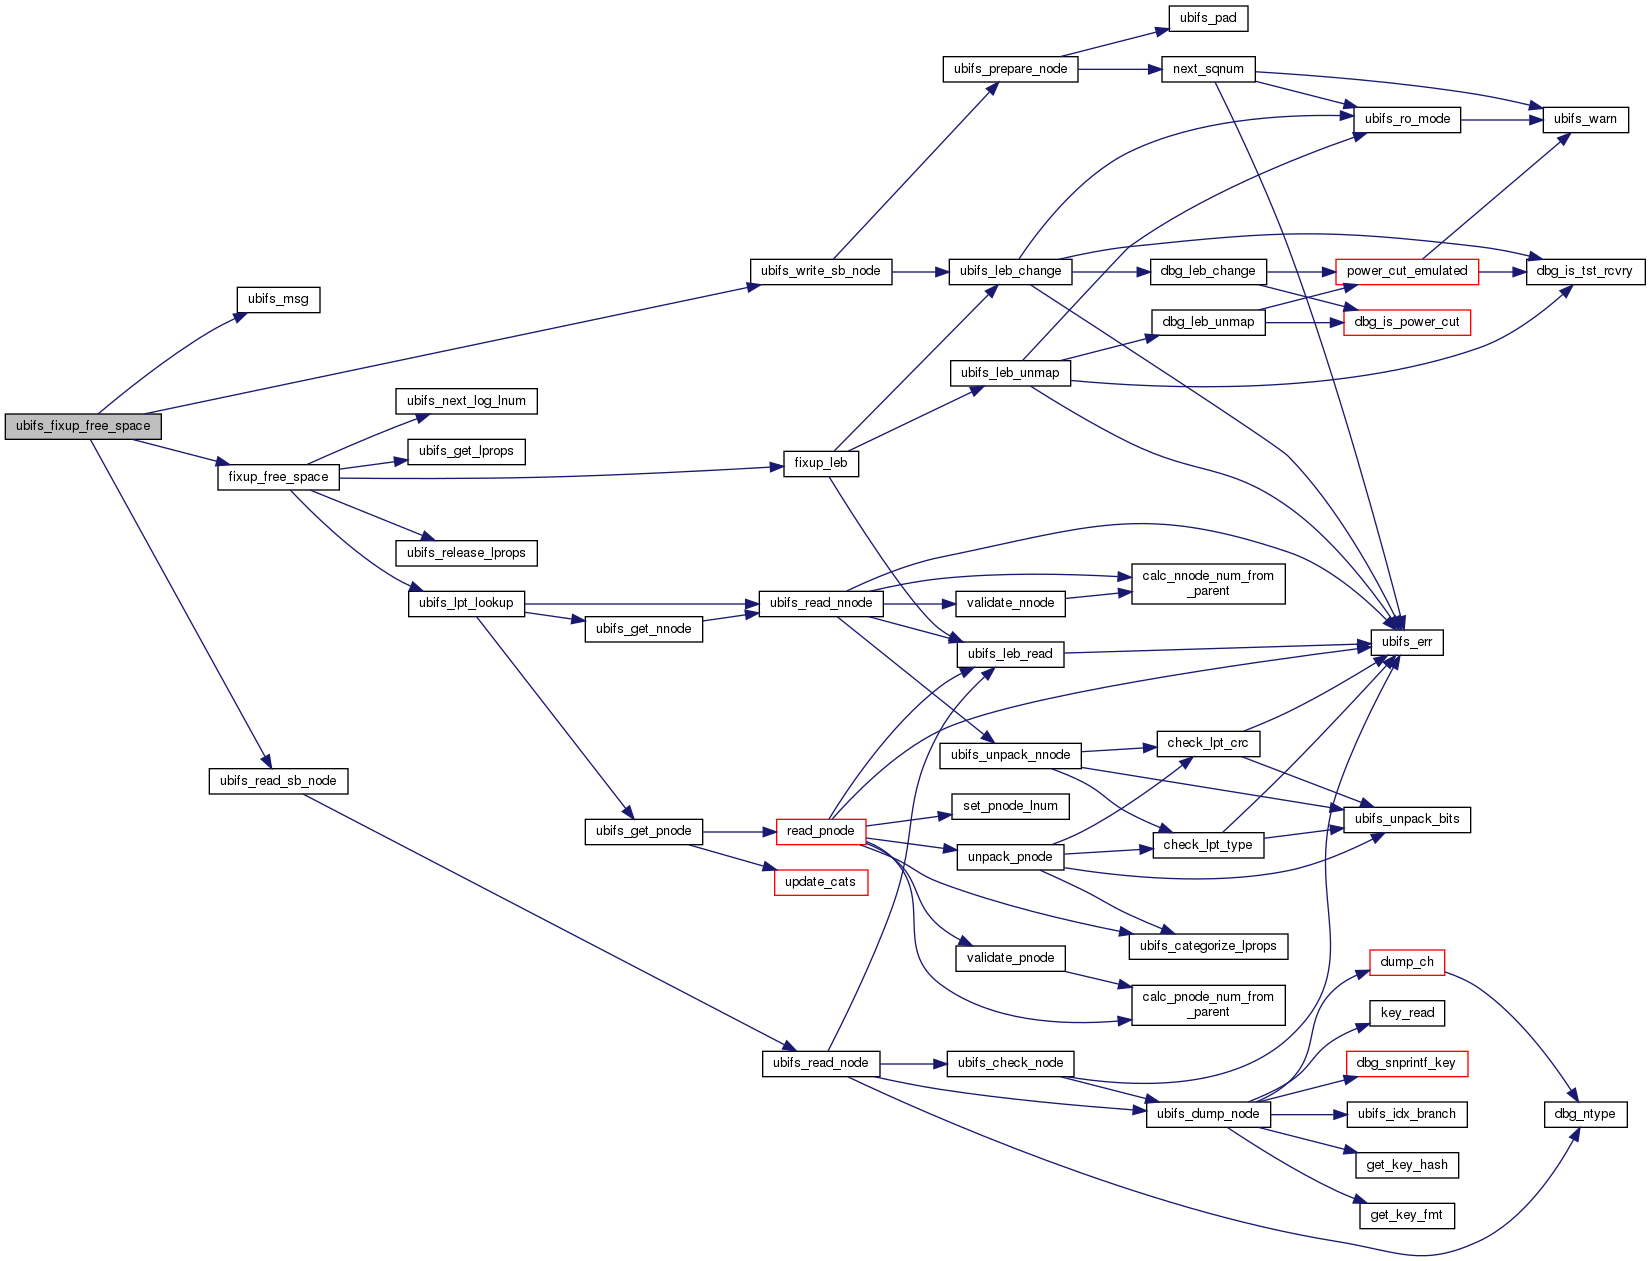 ubifs_pad
ubifs_prepare_node
next_sqnum
ubifs_ro_mode
ubifs_warn
ubifs_write_sb_node
ubifs_leb_change
dbg_leb_change
power_cut_emulated
dbg_is_tst_rcvry
ubifs_msg
dbg_leb_unmap
dbg_is_power_cut
ubifs_leb_unmap
ubifs_next_log_lnum
ubifs_fixup_free_space
ubifs_get_lprops
fixup_leb
fixup_free_space
ubifs_release_lprops
calc_nnode_num_from
_parent
ubifs_lpt_lookup
ubifs_read_nnode
validate_nnode
ubifs_get_nnode
ubifs_leb_read
ubifs_err
check_lpt_crc
ubifs_unpack_nnode
ubifs_read_sb_node
set_pnode_lnum
ubifs_unpack_bits
ubifs_get_pnode
read_pnode
check_lpt_type
unpack_pnode
update_cats
ubifs_categorize_lprops
validate_pnode
dump_ch
calc_pnode_num_from
_parent
key_read
ubifs_read_node
ubifs_check_node
dbg_snprintf_key
ubifs_dump_node
ubifs_idx_branch
dbg_ntype
get_key_hash
get_key_fmt